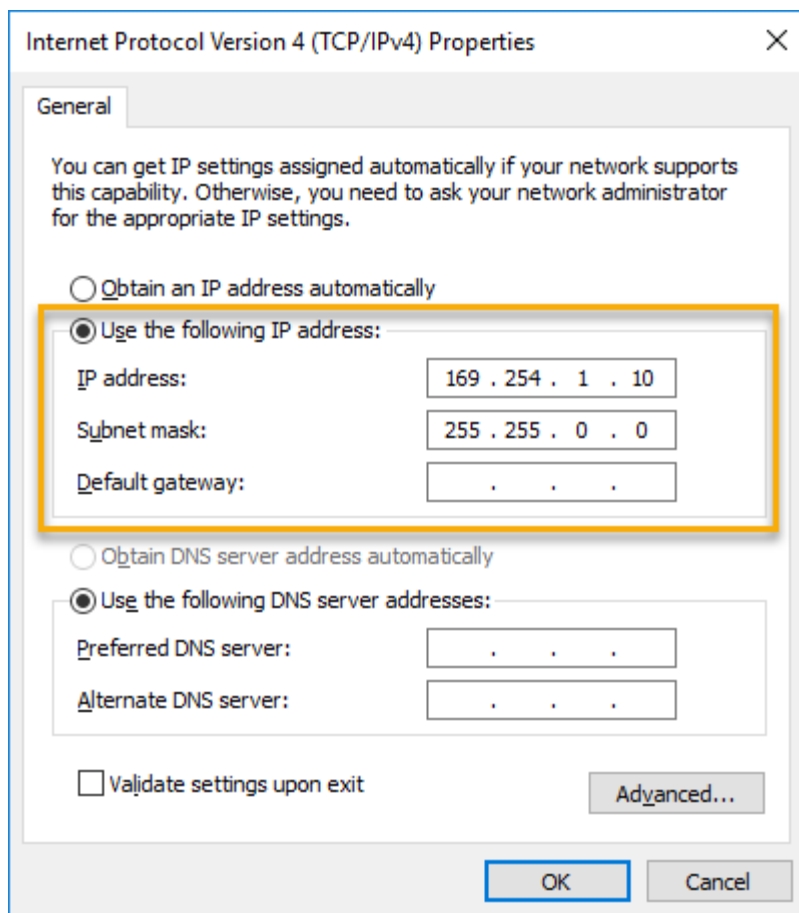 Internet Protocol Version 4 (TCP/IPv4) Properties
General
You can get IP settings assigned automatically if your network supports
this capability. Otherwise, you need to ask your network administrator
for the appropriate IP settings.
Obtain an IP address automatically
Use the following IP address:
IP address: 169 . 254 . 1 . 10
Subnet mask: 255 . 255 . 0 . 0
Default gateway: . . .
Obtain DNS server address automatically
Use the following DNS server addresses:
Preferred DNS server: . . .
Alternate DNS server: . . .
Validate settings upon exit
Advanced...
OK Cancel